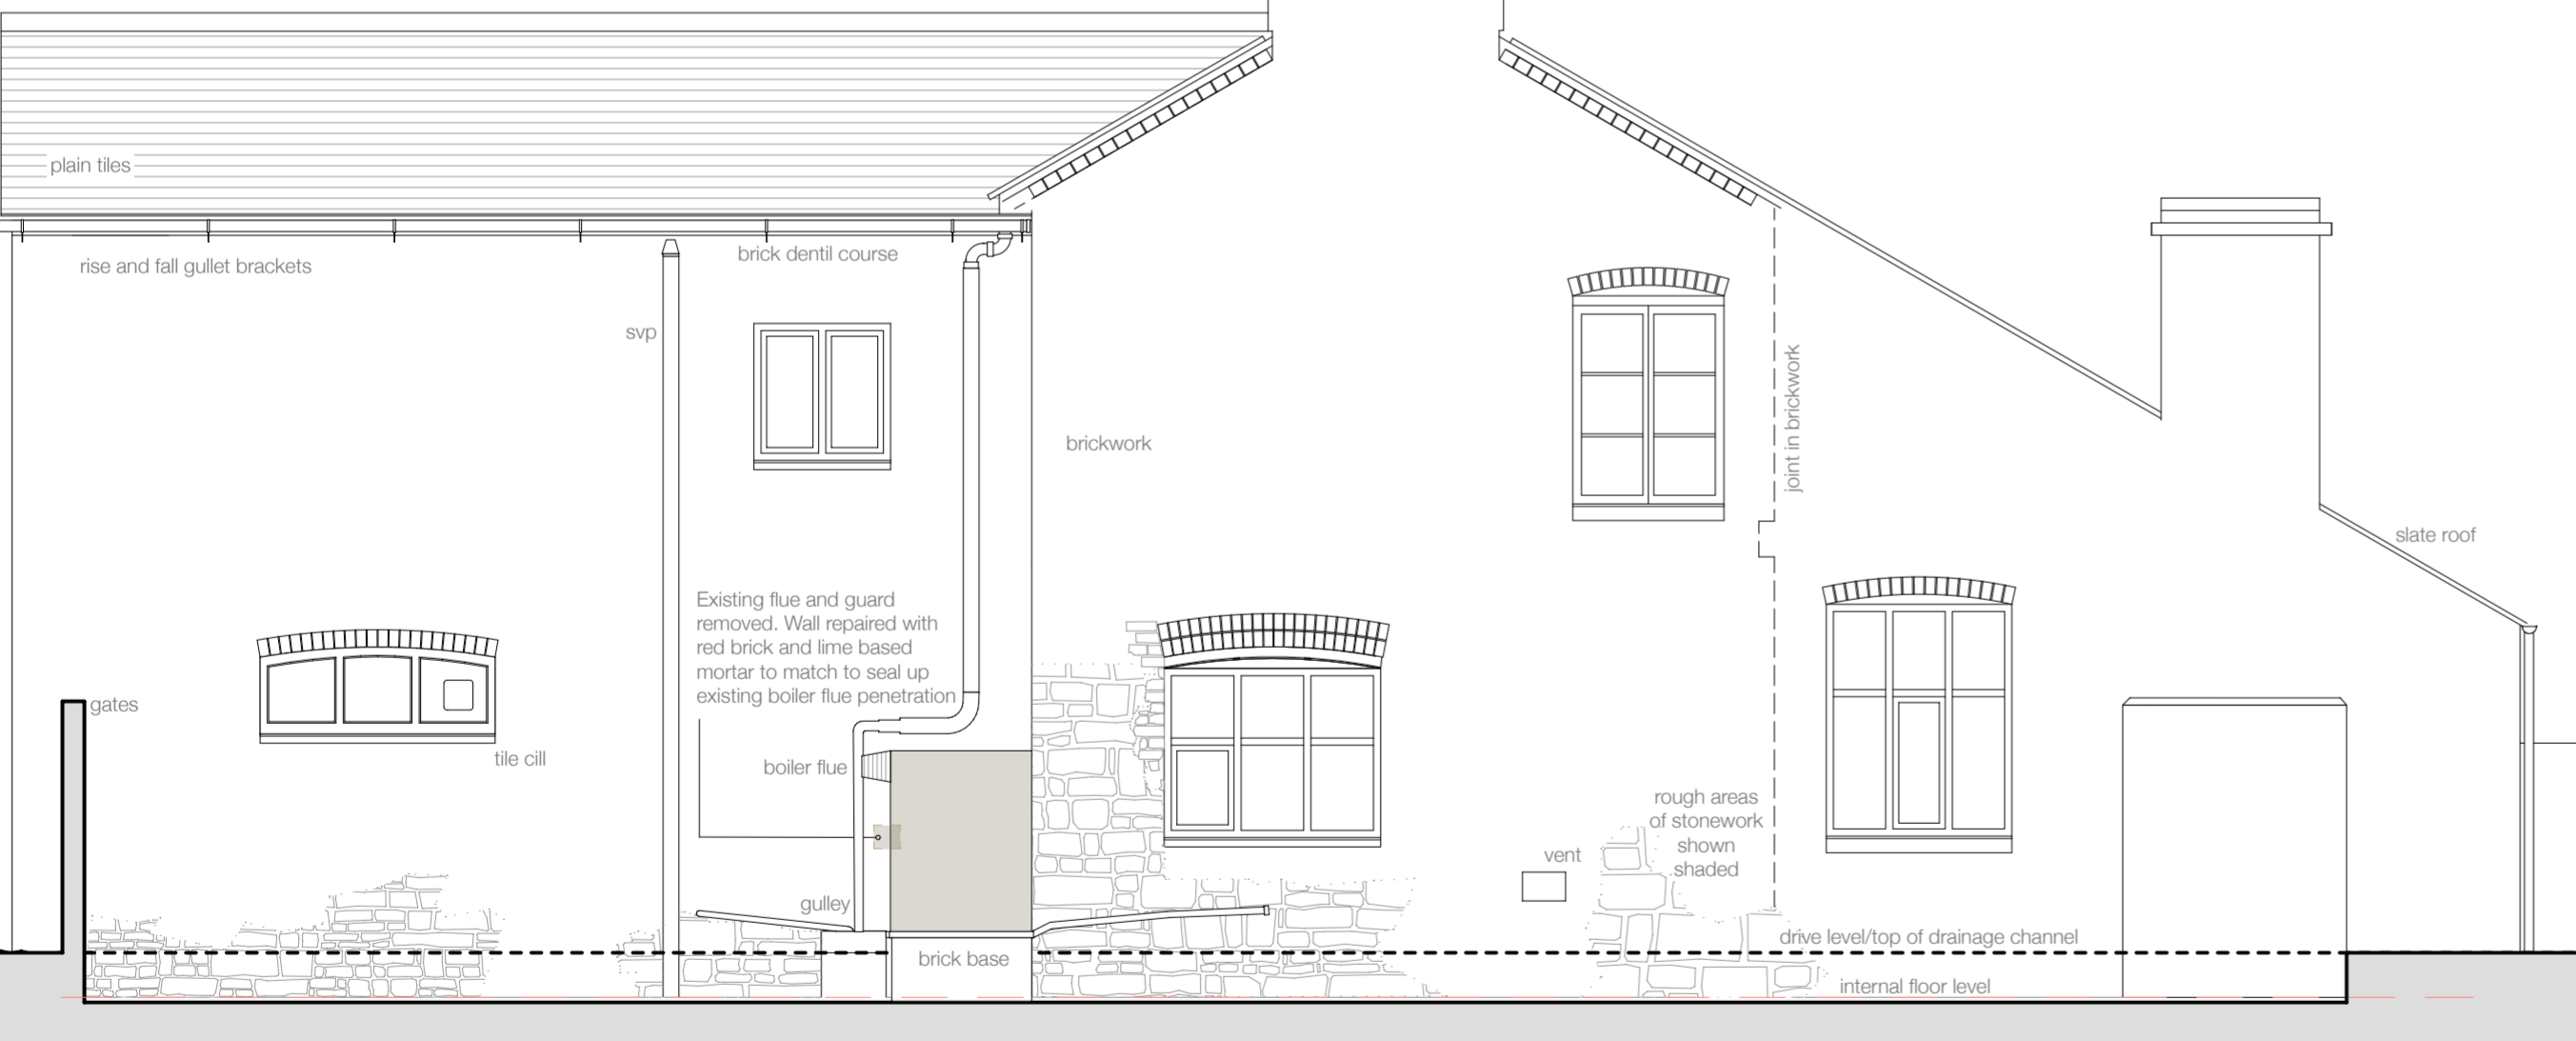 plain tiles
rise and fall gullet brackets
brick dentil course
svp
joint in brickwork
brickwork
slate roof
Existing flue and guard
removed. Wall repaired with
red brick and lime based
mortar to match to seal up
existing boiler flue penetration
gates
tile cill
boiler flue
rough areas
of stonework
shown
shaded
vent
gulley
drive level/top of drainage channel
brick base
internal floor level